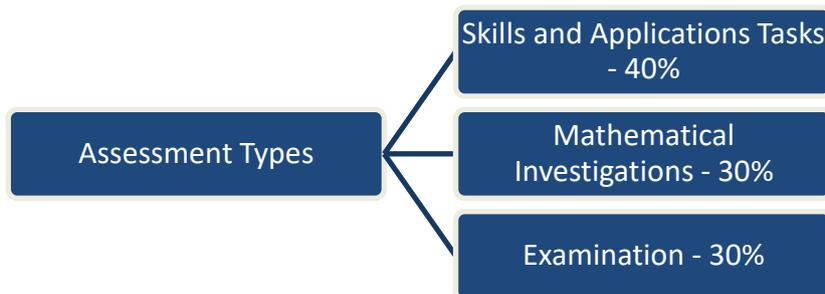 Assessment Types
Skills and Applications Tasks
- 40%
Mathematical
Investigations - 30%
Examination - 30%